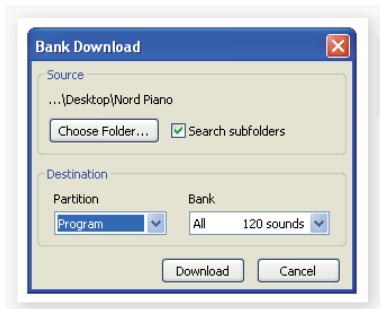 Bank Download
Source
...\Desktop\Nord Piano
Choose Folder...
Search subfolders
Destination
Partition Bank
Program All 120 sounds
Download Cancel